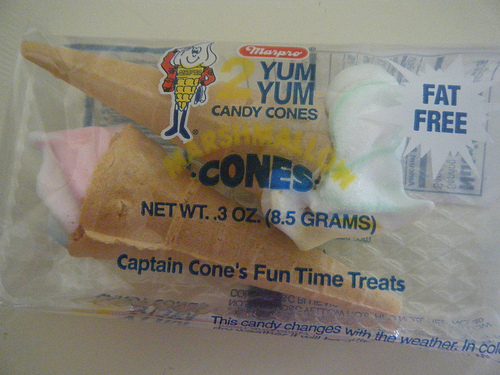 Marpro
2 YUM
YUM
CANDY CONES
FAT
FREE
MARSHMALLOW
CONES
NET WT. .3 OZ. (8.5 GRAMS)
Captain Cone's Fun Time Treats
This candy changes with the weather. In col